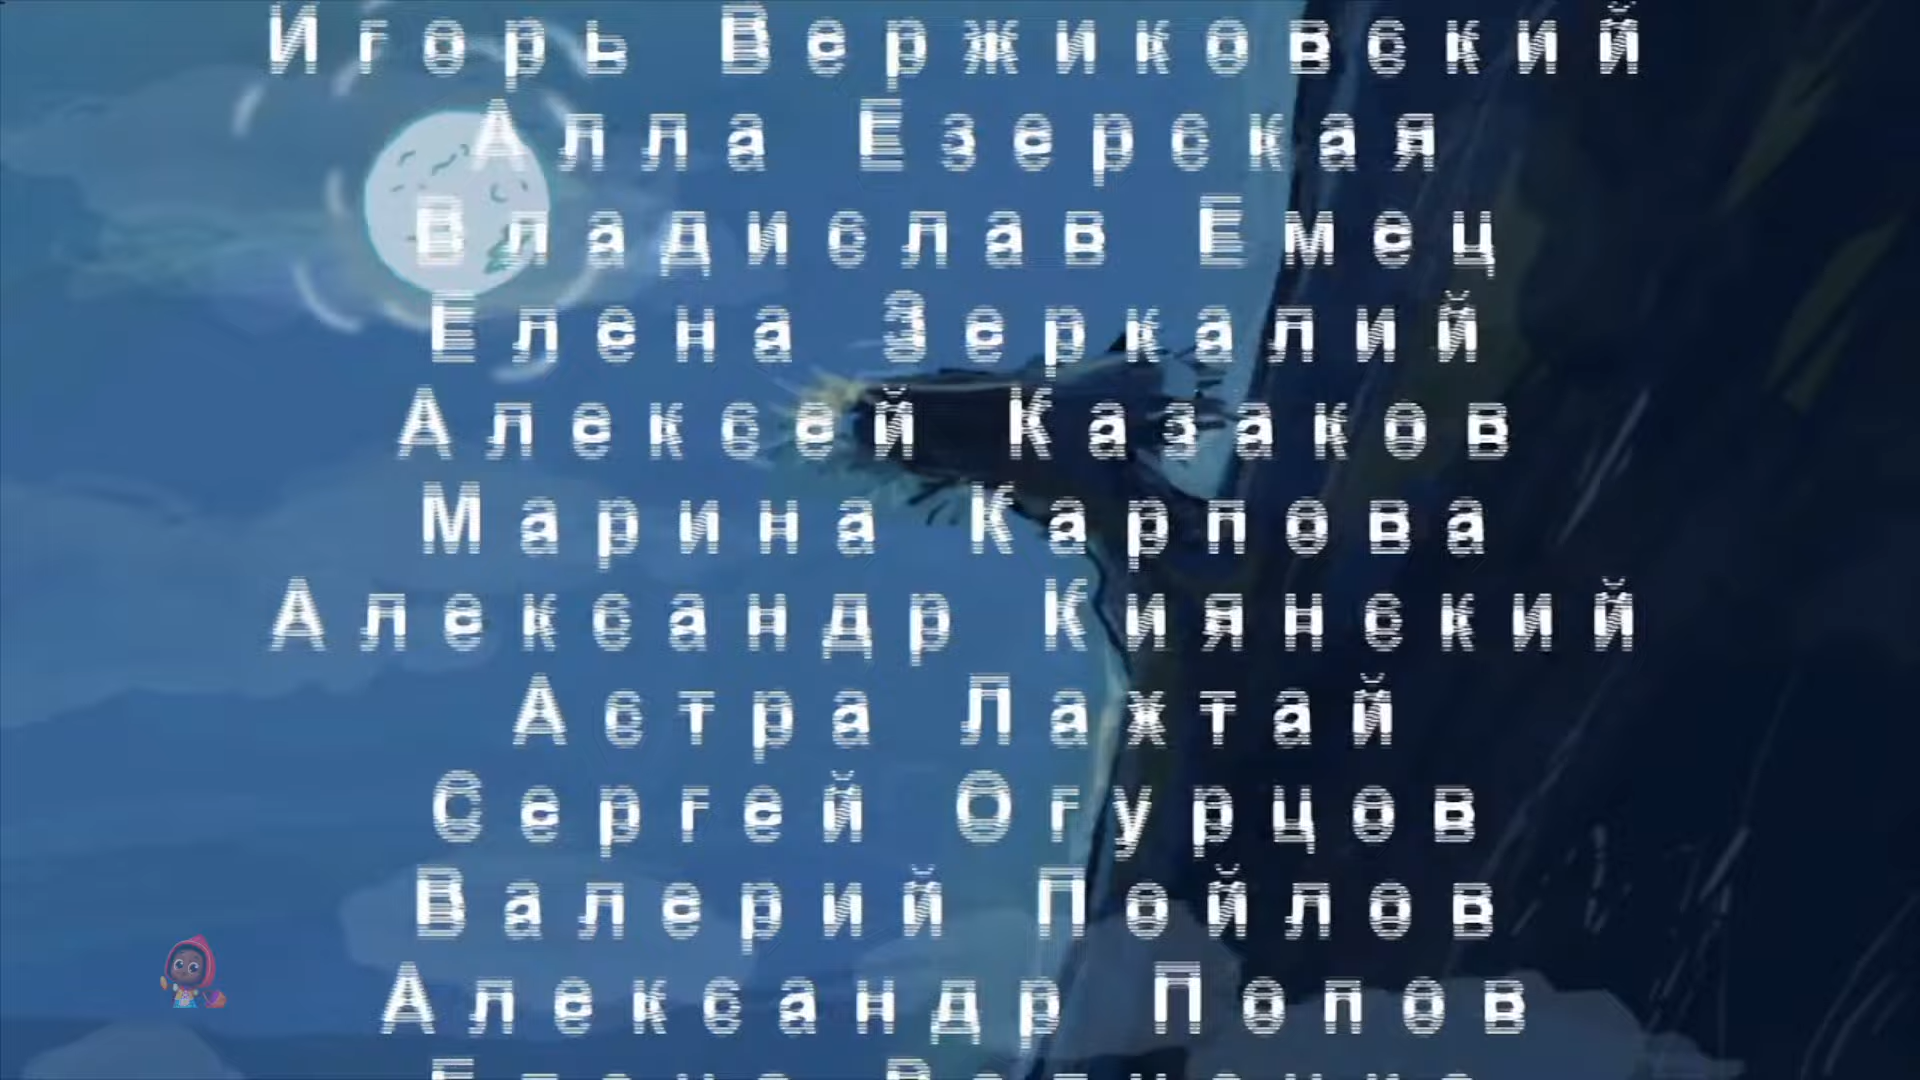 Игорь Вержиковский
Алла Езерская
Владислав Емец
Елена Зеркалий
Алексей Казаков
Марина Карпова
Александр Киянский
Астра Лахтай
Сергей Огурцов
Валерий Пойлов
Александр Попов
Елена